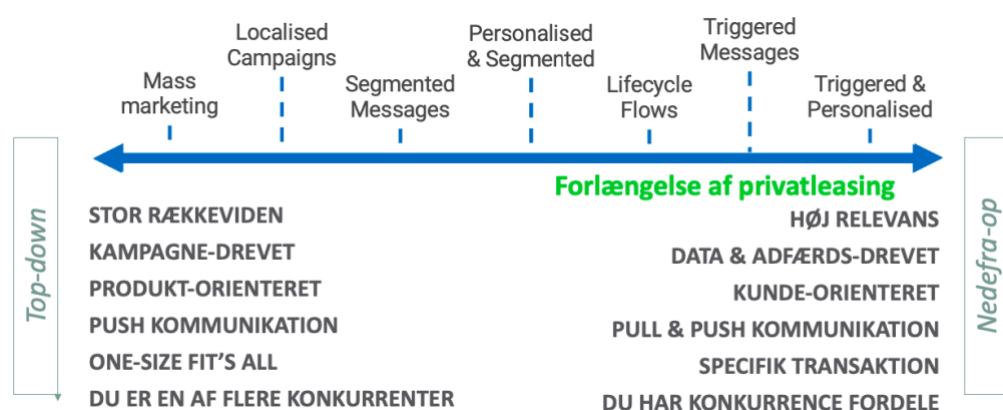 Mass
marketing
Localised
Campaigns
Segmented
Messages
Personalised
& Segmented
Lifecycle
Flows
Triggered
Messages
Triggered &
Personalised
Forlængelse af privatleasing
Top-down
STOR RÆKKEVIDEN
KAMPAGNE-DREVET
PRODUKT-ORIENTERET
PUSH KOMMUNIKATION
ONE-SIZE FIT'S ALL
DU ER EN AF FLERE KONKURRENTER
HØJ RELEVANS
DATA & ADFÆRDS-DREVET
KUNDE-ORIENTERET
PULL & PUSH KOMMUNIKATION
SPECIFIK TRANSAKTION
DU HAR KONKURRENCE FORDELE
Nedefra-op